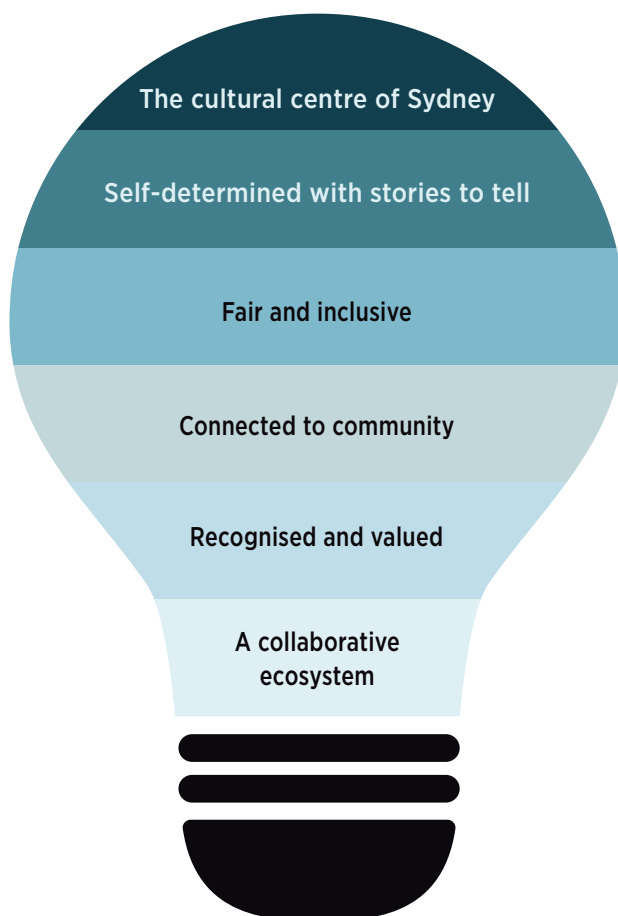 The cultural centre of Sydney
Self-determined with stories to tell
Fair and inclusive
Connected to community
Recognised and valued
A collaborative
ecosystem